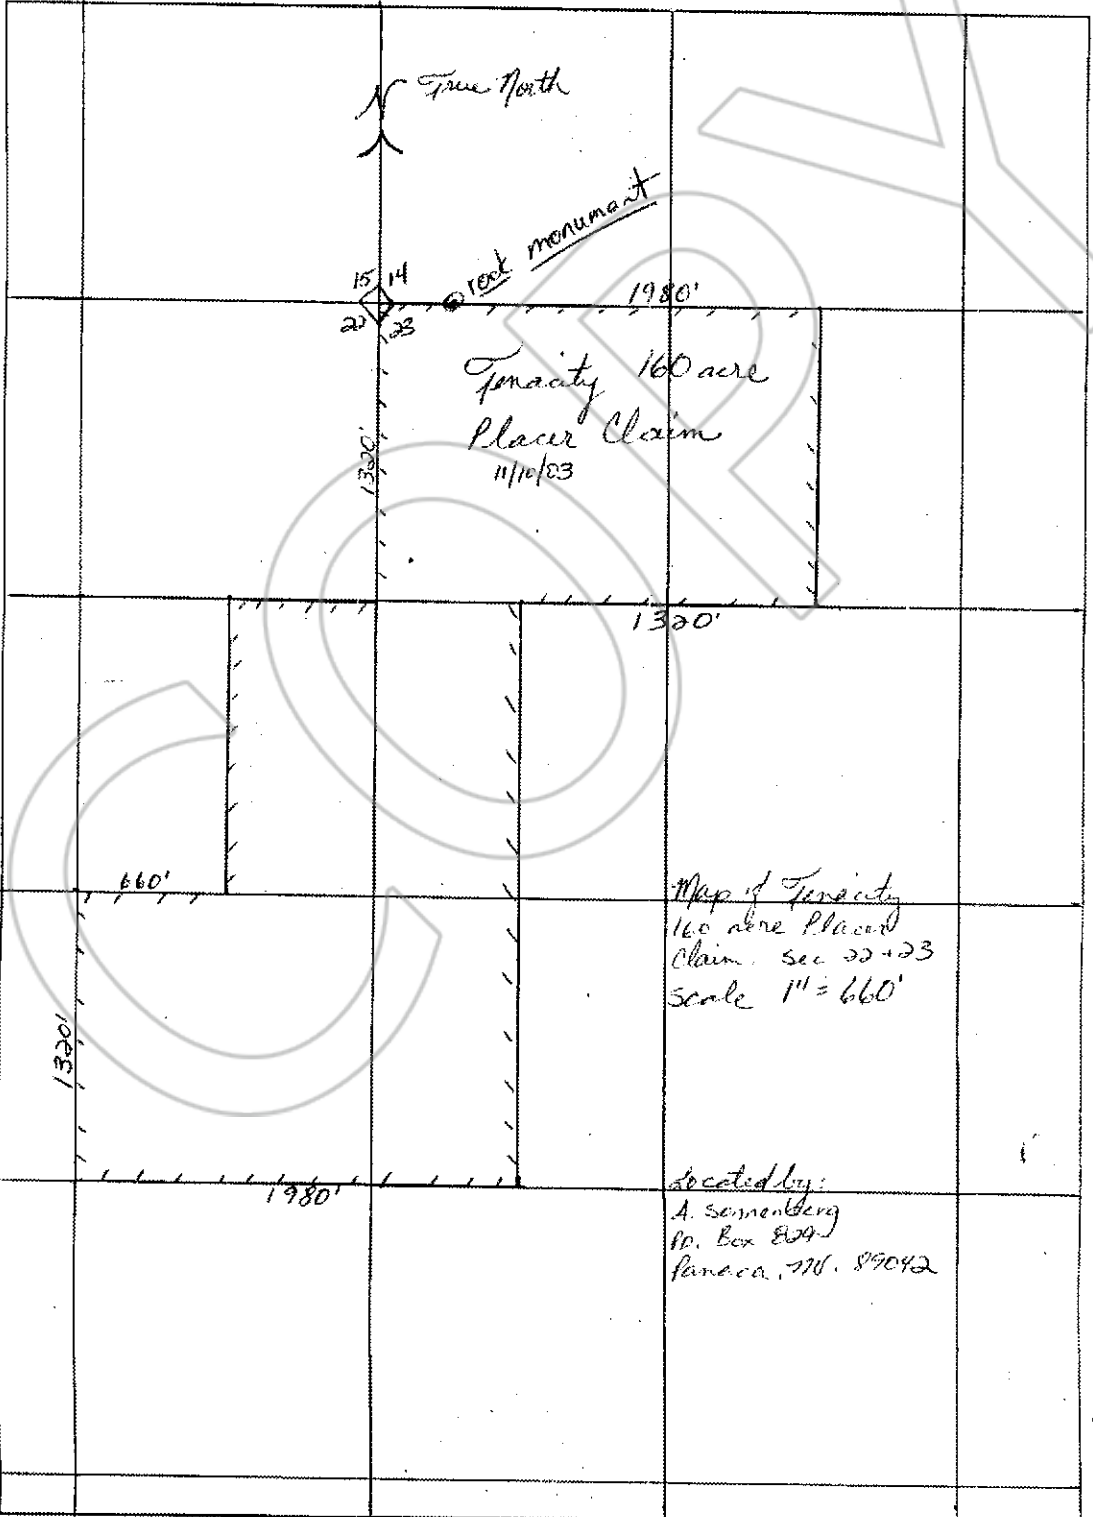 N True North
rock monumant
15 14
22 23
1980'
Tenacity 160 acre
Placer Claim
11/10/03
1320'
1320'
660'
Map of Tenacity
160 acre Placer
Claim. Sec 22+23
Scale 1" = 660'
1320'
1980'
Located by:
A. Sonnenberg
P.O. Box 829
Panaca, NV. 89042
COPY